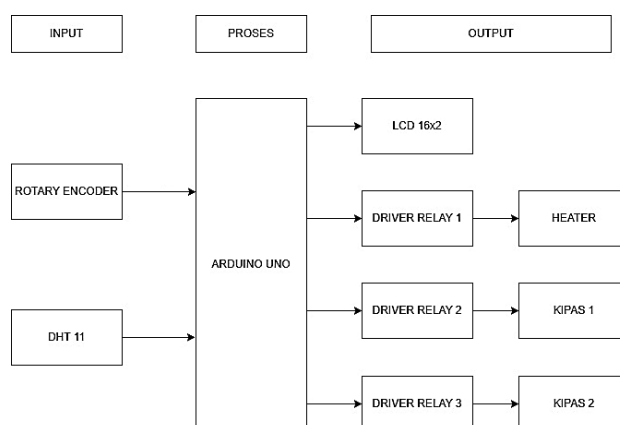 INPUT
PROSES
OUTPUT
LCD 16x2
ROTARY ENCODER
DRIVER RELAY 1
HEATER
ARDUINO UNO
DHT 11
DRIVER RELAY 2
KIPAS 1
DRIVER RELAY 3
KIPAS 2